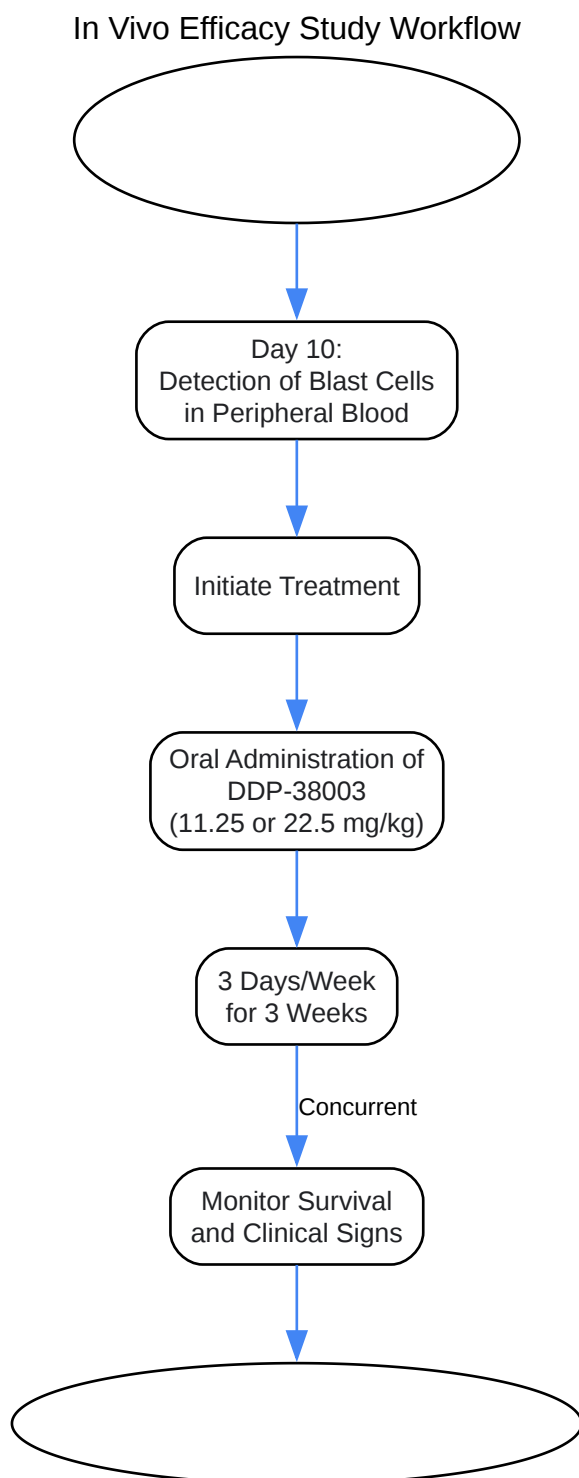 In Vivo Efficacy Study Workflow
Day 10:
Detection of Blast Cells
in Peripheral Blood
Initiate Treatment
Oral Administration of
DDP-38003
(11.25 or 22.5 mg/kg)
3 Days/Week
for 3 Weeks
Concurrent
Monitor Survival
and Clinical Signs